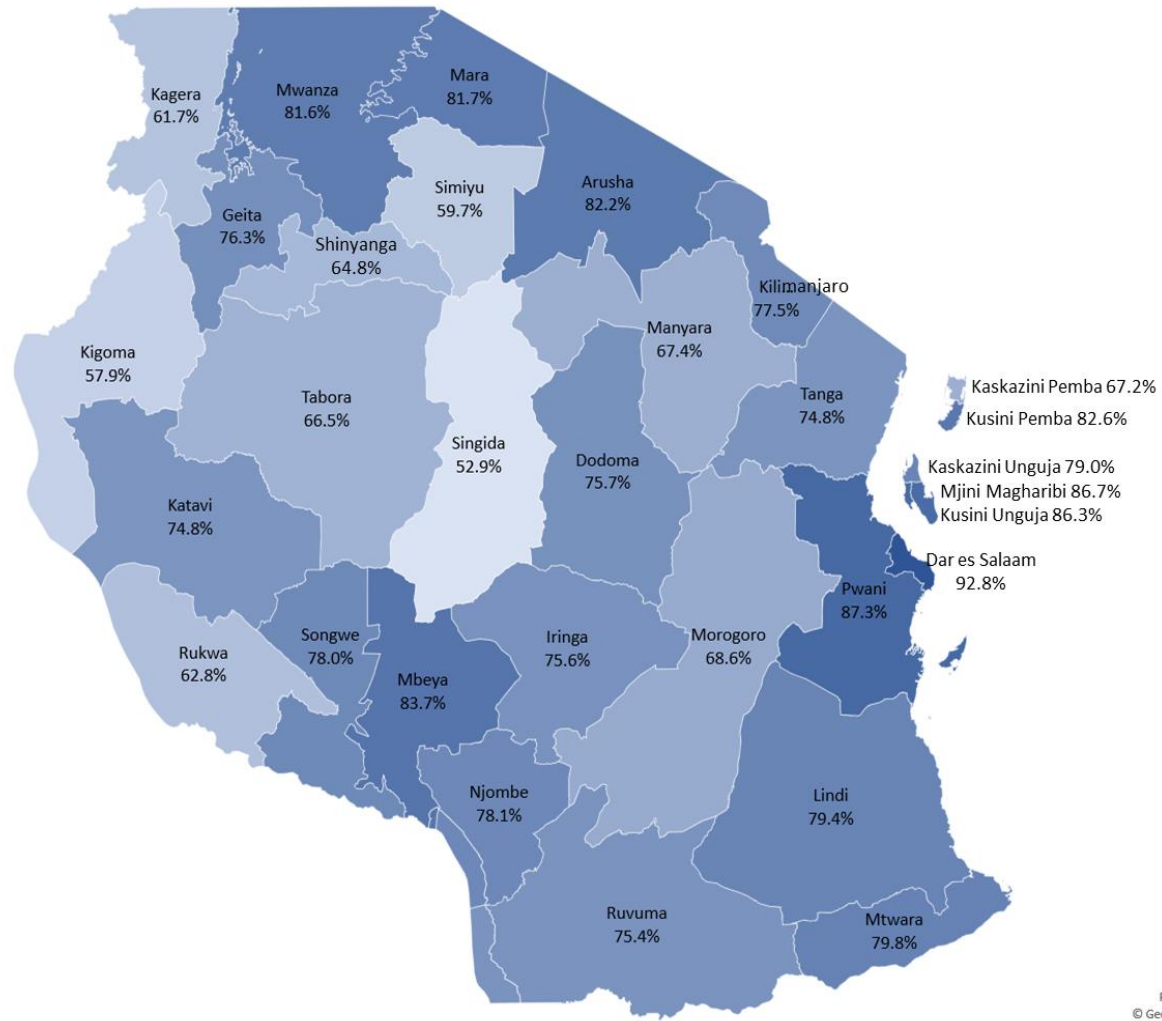 Kagera
61.7%
Mwanza
81.6%
Mara
81.7%
Simiyu
59.7%
Arusha
82.2%
Geita
76.3%
Shinyanga
64.8%
Kilimanjaro
77.5%
Manyara
67.4%
Kigoma
57.9%
Tabora
66.5%
Tanga
74.8%
Kaskazini Pemba 67.2%
Kusini Pemba 82.6%
Singida
52.9%
Dodoma
75.7%
Kaskazini Unguja 79.0%
Mjini Magharibi 86.7%
Kusini Unguja 86.3%
Katavi
74.8%
Dar es Salaam
92.8%
Pwani
87.3%
Songwe
78.0%
Iringa
75.6%
Morogoro
68.6%
Rukwa
62.8%
Mbeya
83.7%
Njombe
78.1%
Lindi
79.4%
Ruvuma
75.4%
Mtwara
79.8%